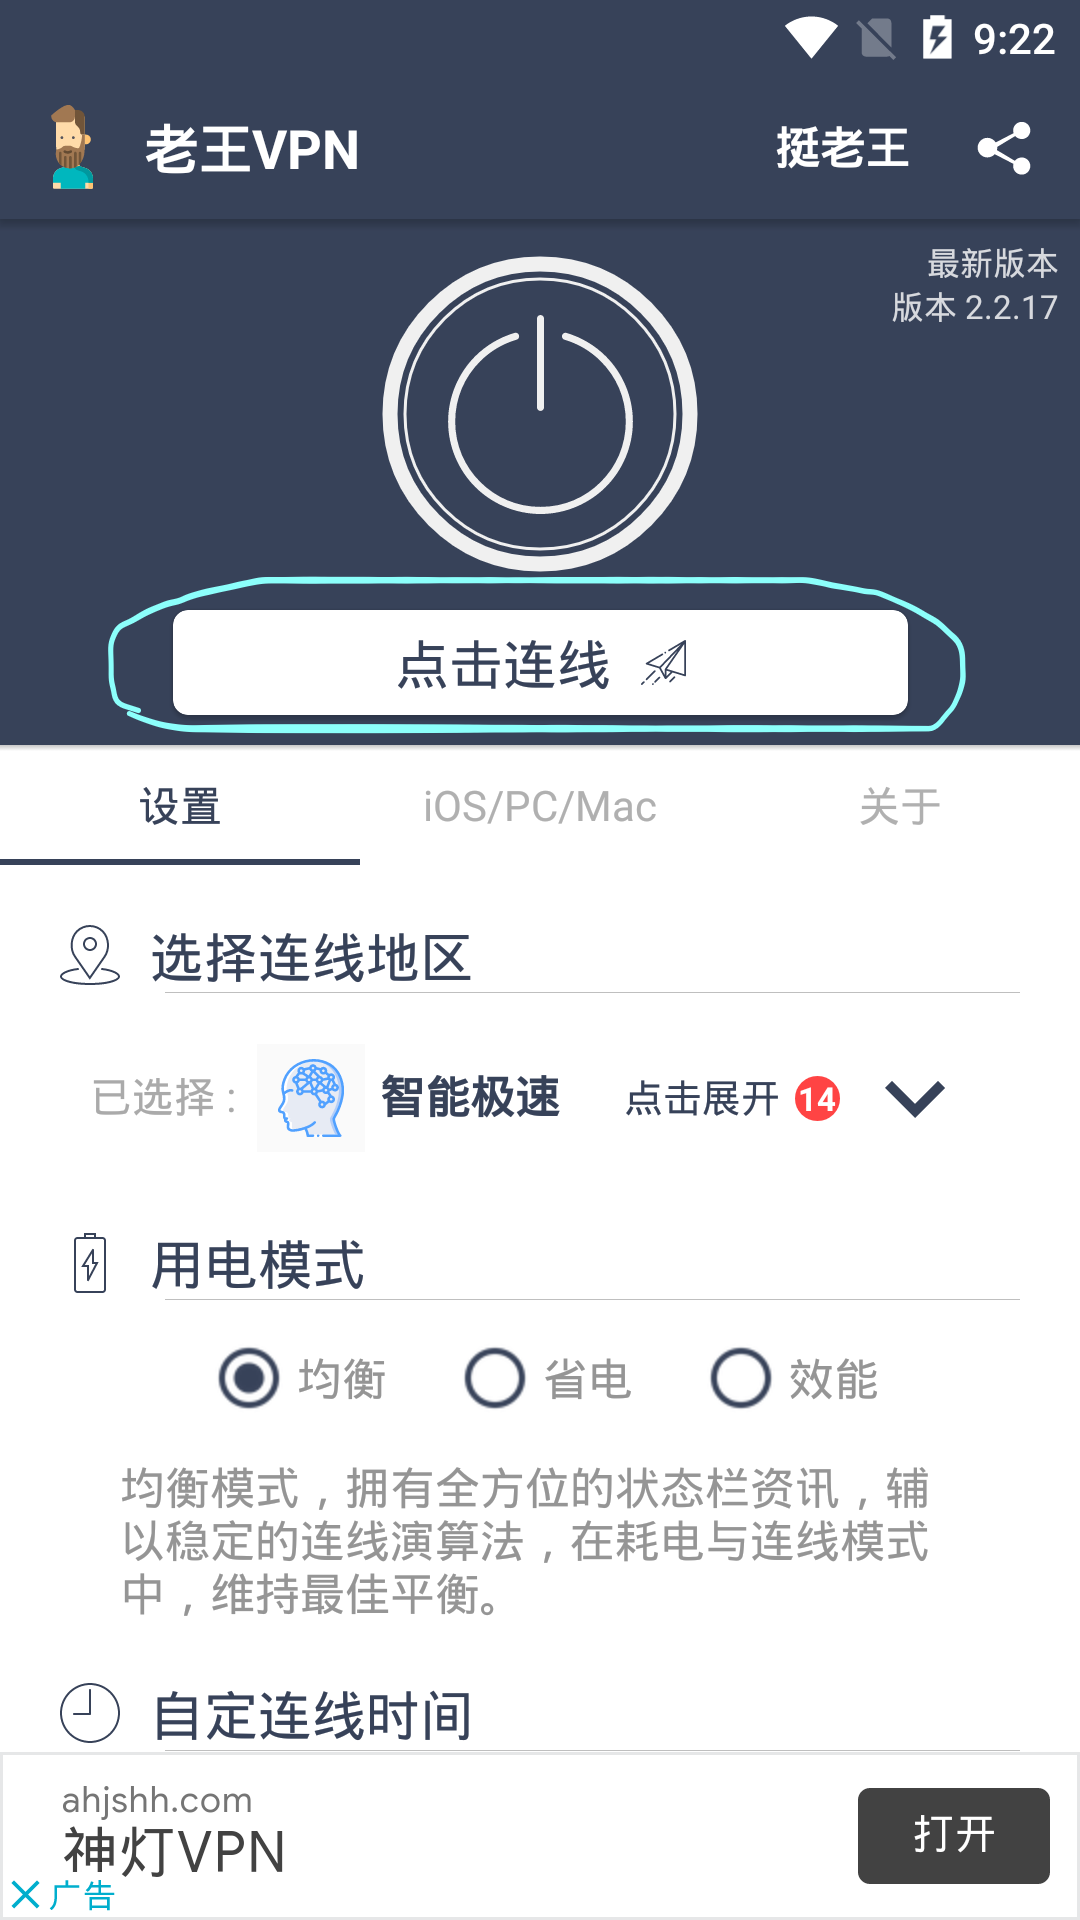 9:22
老王VPN
挺老王
最新版本
版本 2.2.17
点击连线
设置
iOS/PC/Mac
关于
选择连线地区
已选择：
智能极速
点击展开 14
用电模式
均衡
省电
效能
均衡模式，拥有全方位的状态栏资讯，辅
以稳定的连线演算法，在耗电与连线模式
中，维持最佳平衡。
自定连线时间
ahjshh.com
神灯VPN
打开
广告